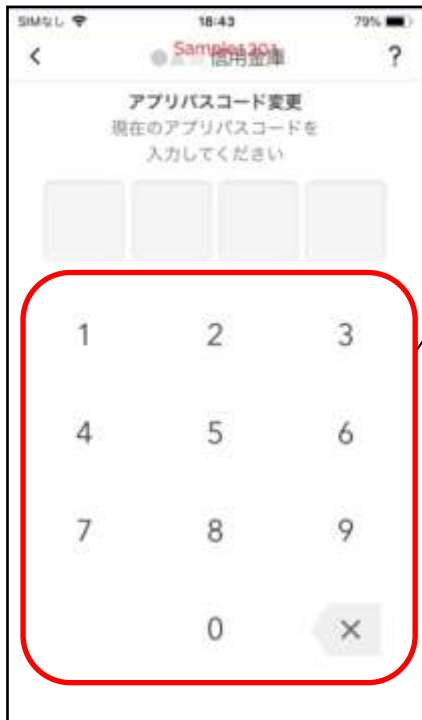 SIMなし 18:43 79%
< Sample1201 信用金庫 ?
アプリパスコード変更
現在のアプリパスコードを
入力してください
1 2 3
4 5 6
7 8 9
0 ×